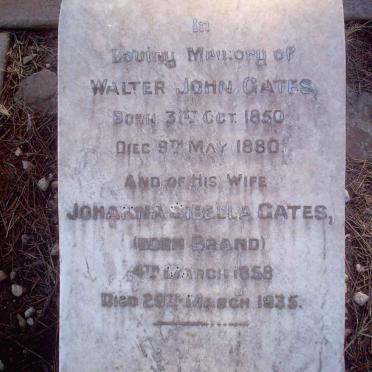 In
Loving Memory of
Walter John Gates,
Born 31st Oct. 1850
Died 9th May 1880.
And of His Wife
Johanna Sibella Gates,
(Born Brand)
4th March 1858
Died 29th March 1935.